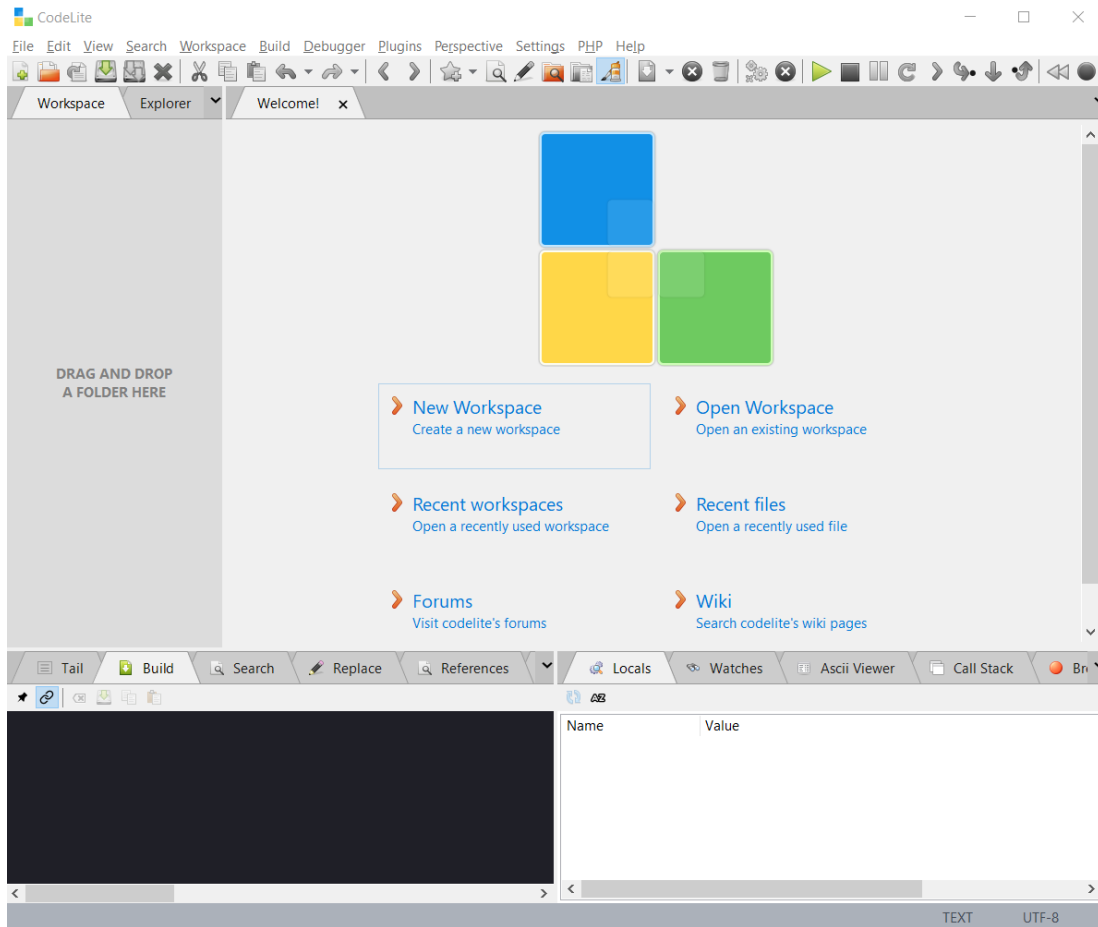 CodeLite
File Edit View Search Workspace Build Debugger Plugins Perspective Settings PHP Help
Workspace Explorer Welcome!
DRAG AND DROP
A FOLDER HERE
New Workspace
Create a new workspace
Open Workspace
Open an existing workspace
Recent workspaces
Open a recently used workspace
Recent files
Open a recently used file
Forums
Visit codelite's forums
Wiki
Search codelite's wiki pages
Tail Build Search Replace References
Locals Watches Ascii Viewer Call Stack
Name Value
TEXT UTF-8